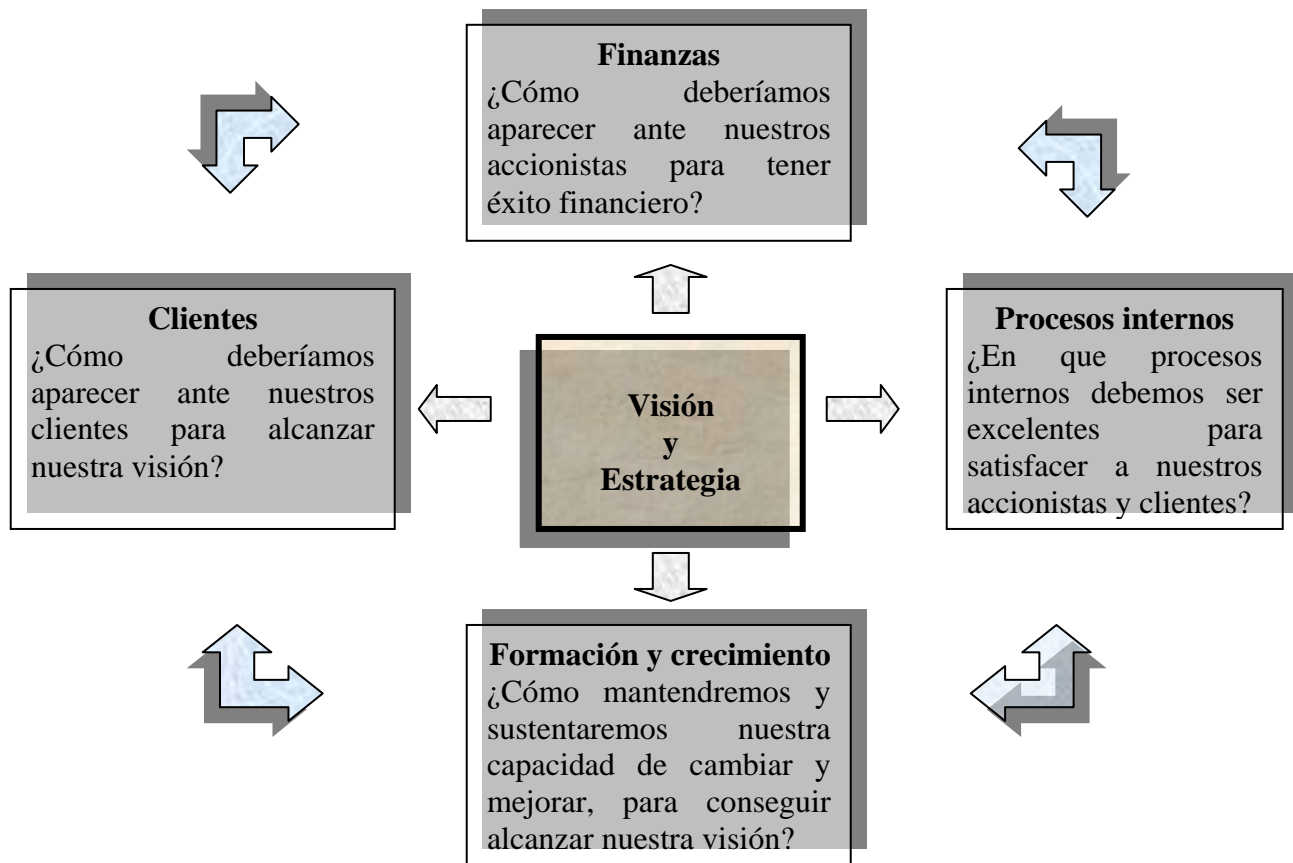 Finanzas
¿Cómo deberíamos
aparecer ante nuestros
accionistas para tener
éxito financiero?
Clientes
¿Cómo deberíamos
aparecer ante nuestros
clientes para alcanzar
nuestra visión?
Visión
y
Estrategia
Procesos internos
¿En que procesos
internos debemos ser
excelentes para
satisfacer a nuestros
accionistas y clientes?
Formación y crecimiento
¿Cómo mantendremos y
sustentaremos nuestra
capacidad de cambiar y
mejorar, para conseguir
alcanzar nuestra visión?